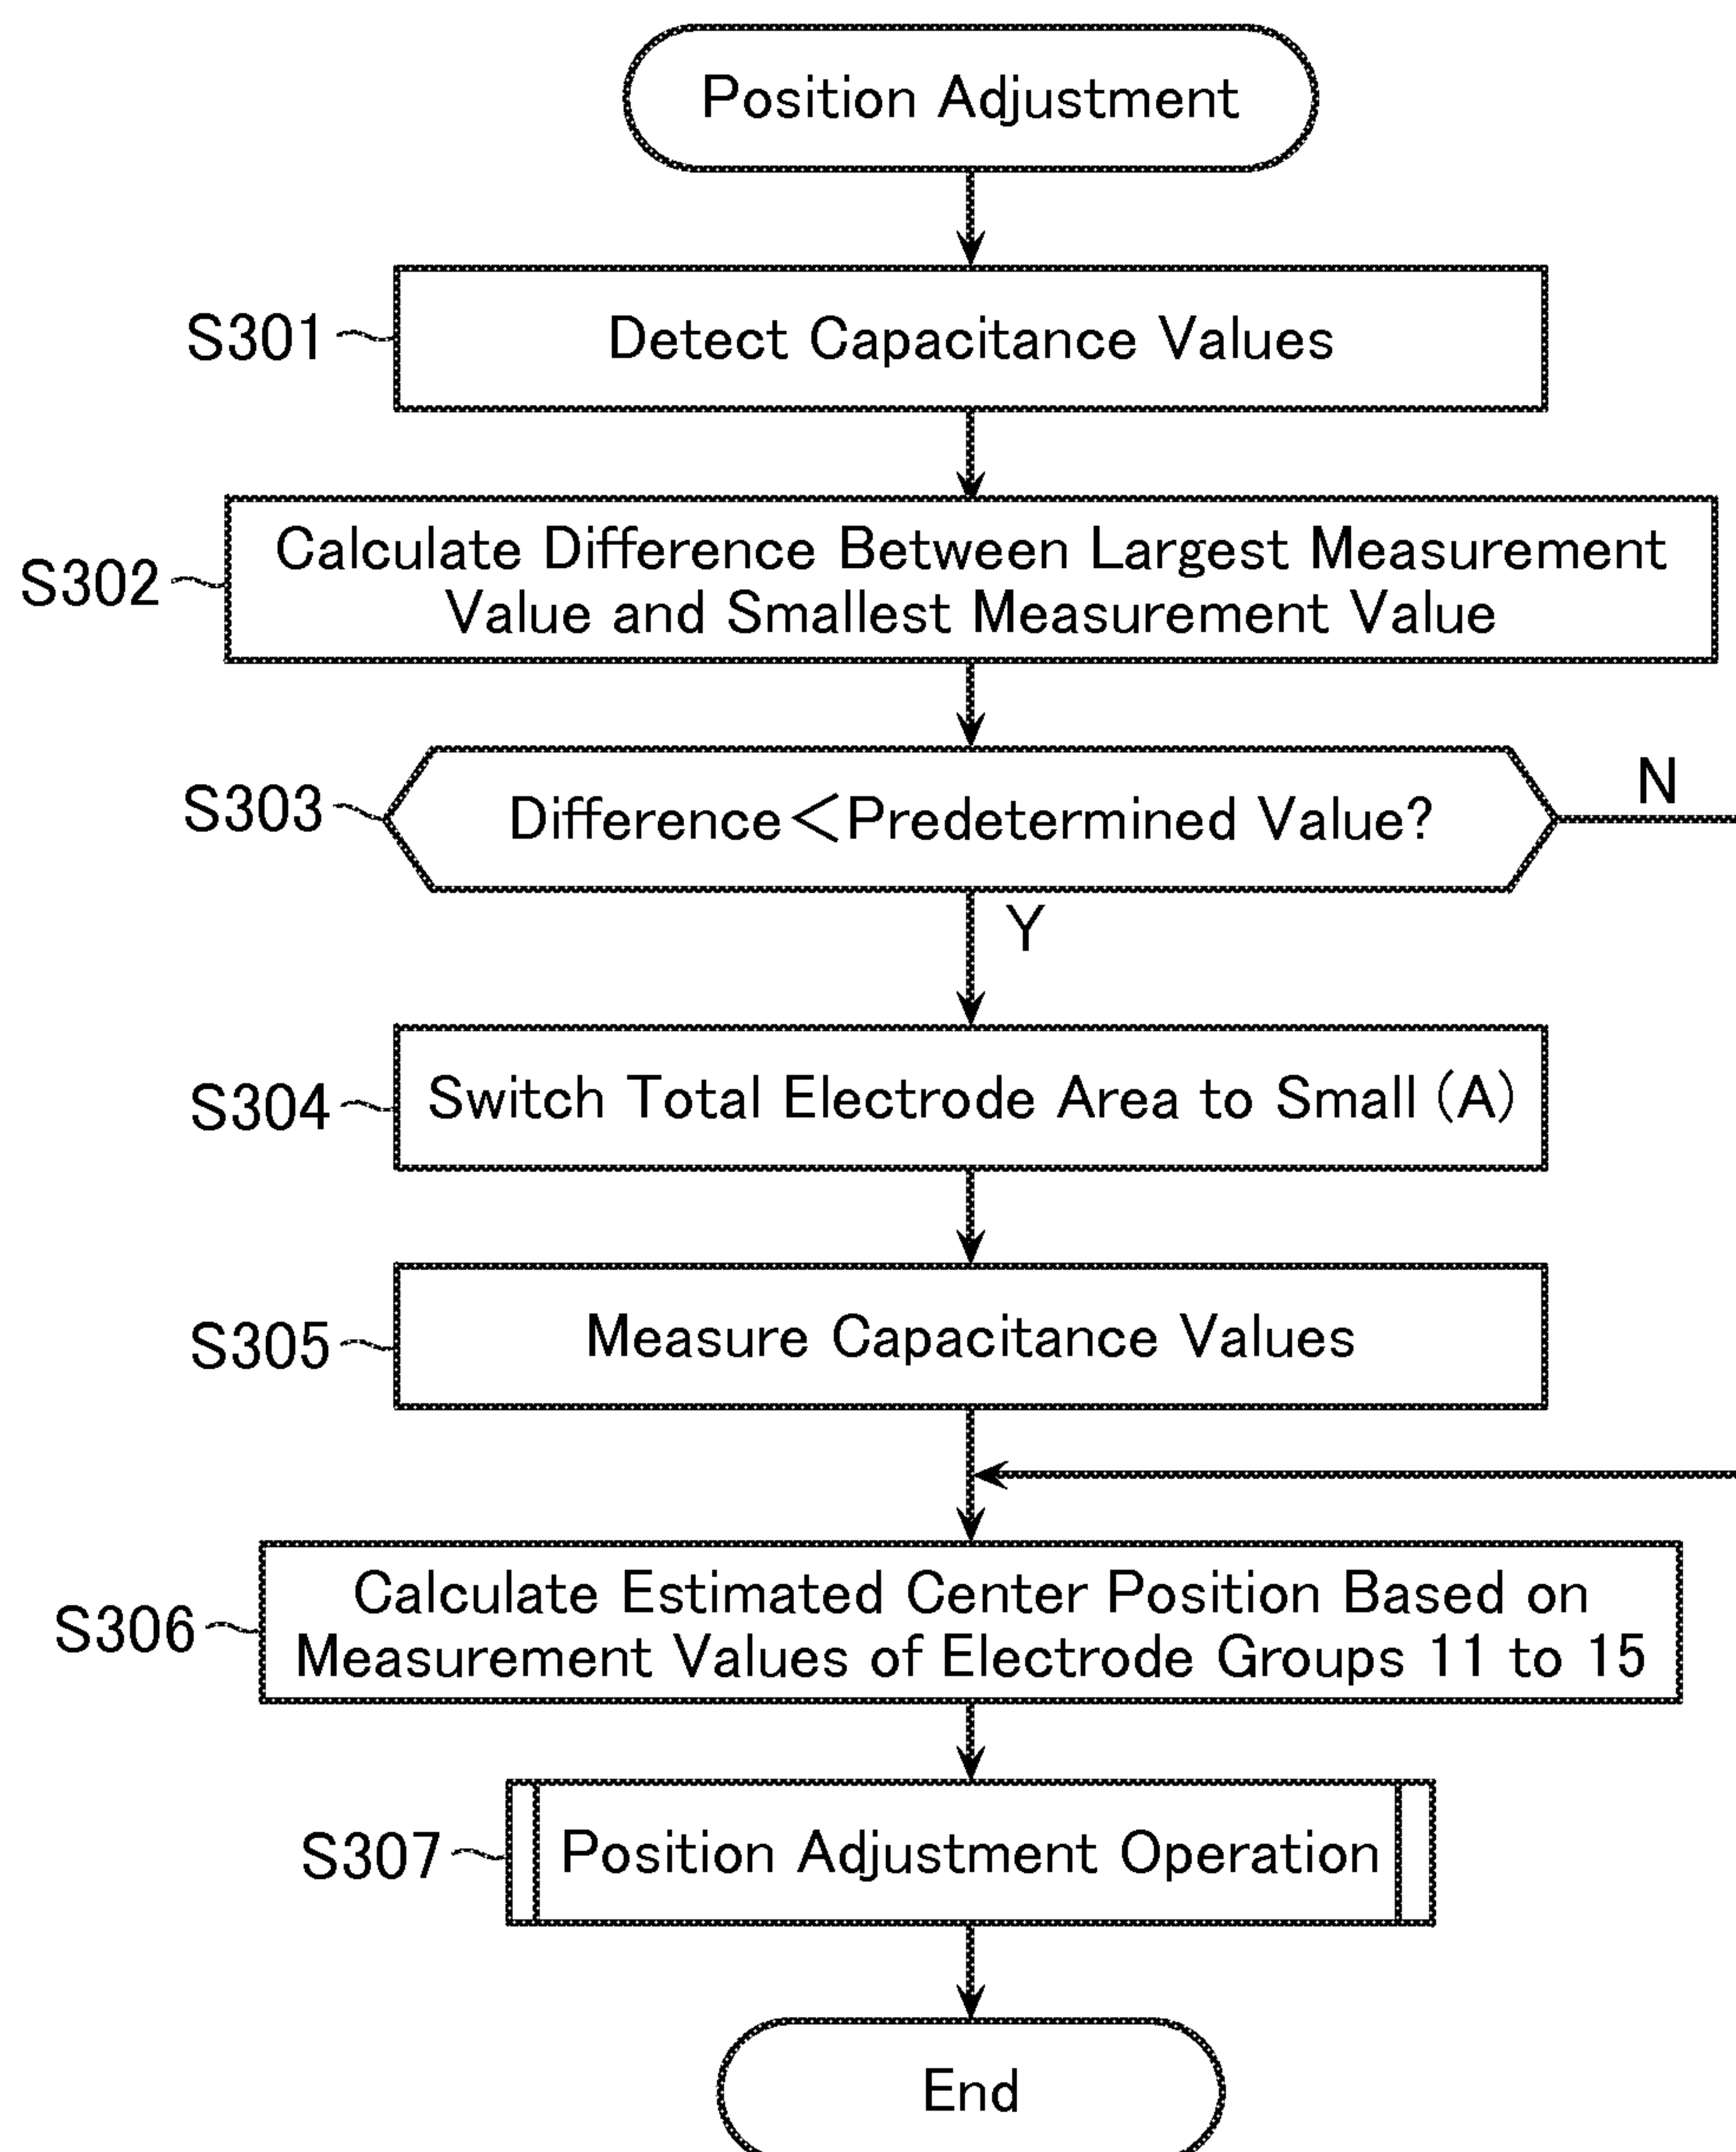 Position Adjustment
S301
Detect Capacitance Values
S302
Calculate Difference Between Largest Measurement
Value and Smallest Measurement Value
S303
Difference<Predetermined Value?
N
Y
S304
Switch Total Electrode Area to Small (A)
S305
Measure Capacitance Values
S306
Calculate Estimated Center Position Based on
Measurement Values of Electrode Groups 11 to 15
S307
Position Adjustment Operation
End